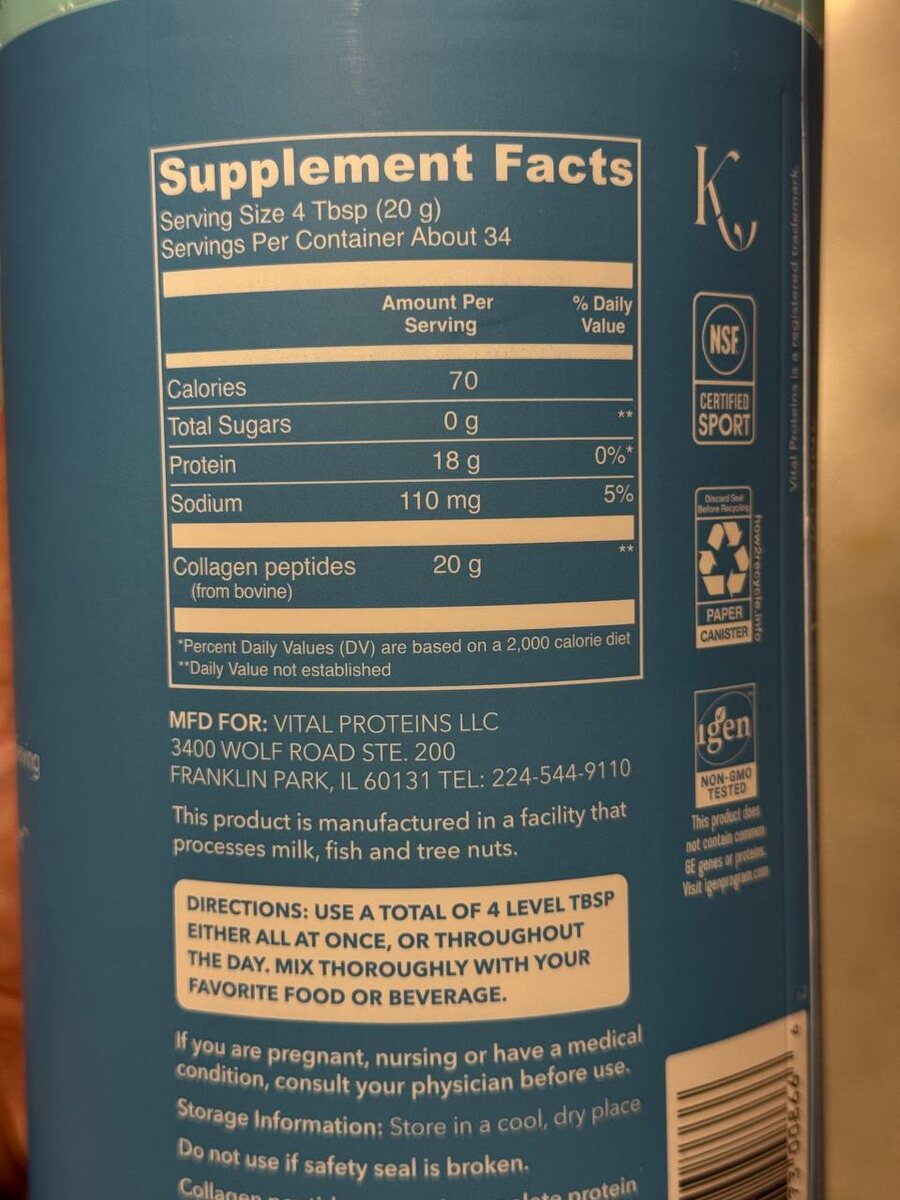 Supplement Facts
Serving Size 4 Tbsp (20 g)
Servings Per Container About 34
Amount Per Serving % Daily Value
Calories 70
Total Sugars 0 g **
Protein 18 g 0%*
Sodium 110 mg 5%
Collagen peptides 20 g **
(from bovine)
*Percent Daily Values (DV) are based on a 2,000 calorie diet
**Daily Value not established
MFD FOR: VITAL PROTEINS LLC
3400 WOLF ROAD STE. 200
FRANKLIN PARK, IL 60131 TEL: 224-544-9110
This product is manufactured in a facility that
processes milk, fish and tree nuts.
DIRECTIONS: USE A TOTAL OF 4 LEVEL TBSP
EITHER ALL AT ONCE, OR THROUGHOUT
THE DAY. MIX THOROUGHLY WITH YOUR
FAVORITE FOOD OR BEVERAGE.
If you are pregnant, nursing or have a medical
condition, consult your physician before use.
Storage Information: Store in a cool, dry place
Do not use if safety seal is broken.
Collagen protein
K
NSF
CERTIFIED
SPORT
Discard Seal
Before Recycling
PAPER
CANISTER
how2recycle.info
igen
NON-GMO
TESTED
This product does
not contain common
GE genes or proteins.
Visit igenprogram.com
Vital Proteins is a registered trademark